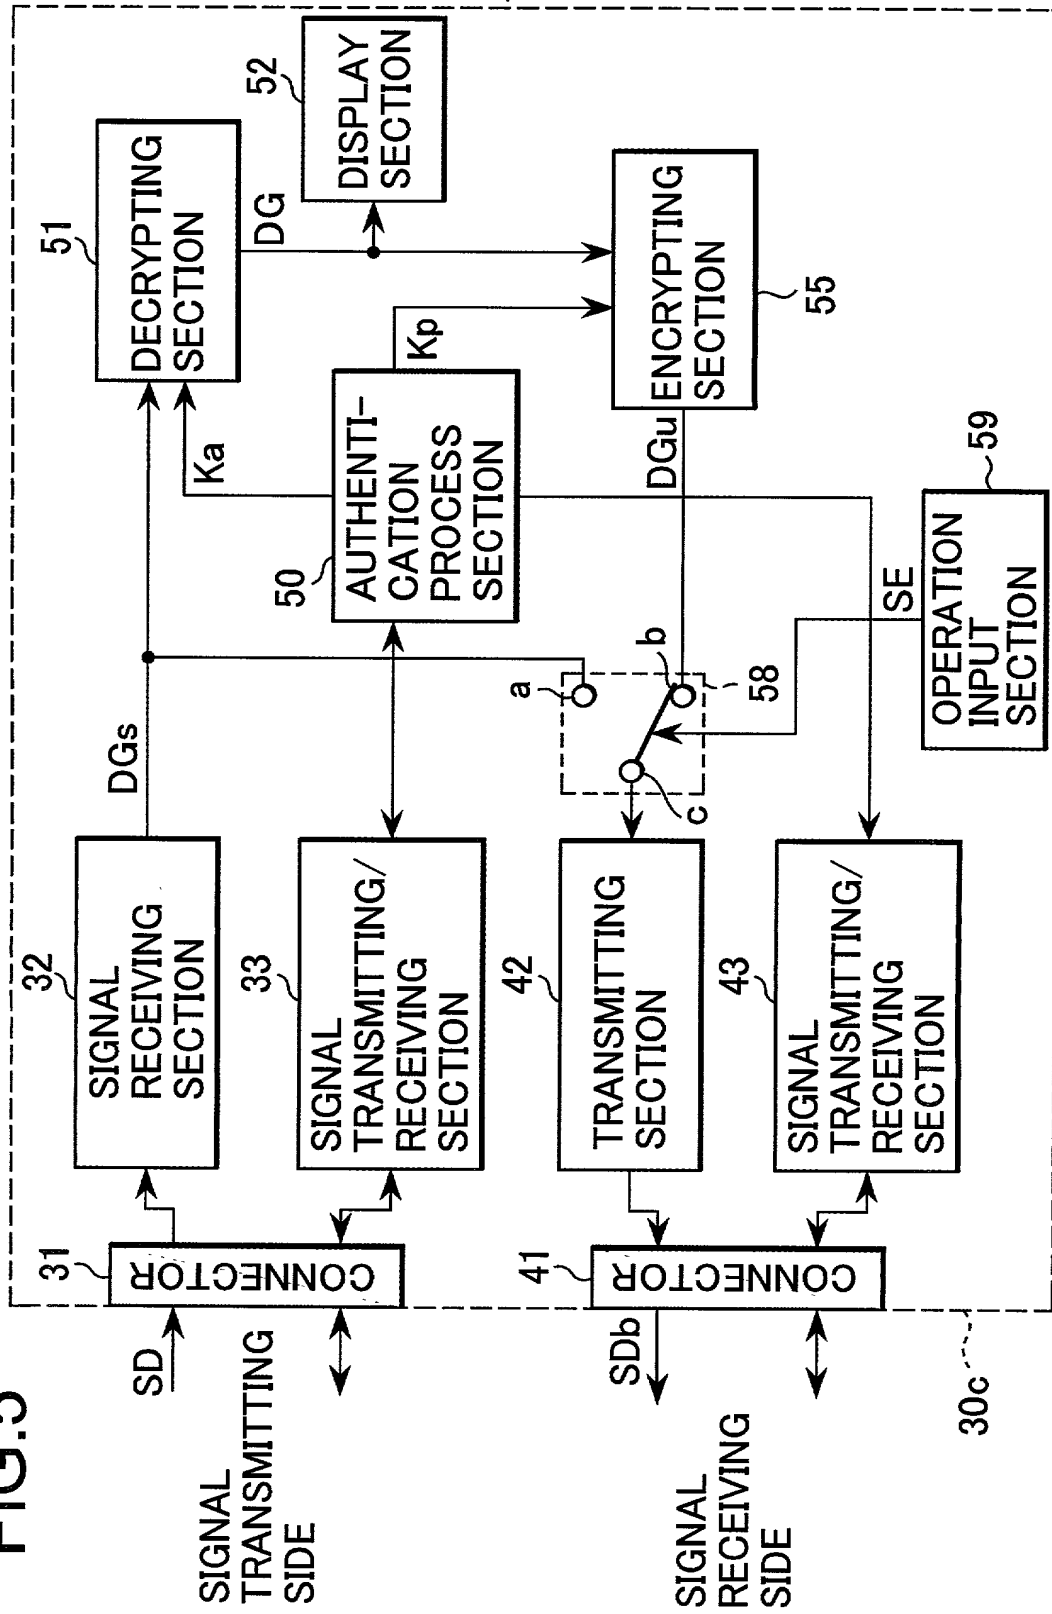 FIG.5
SIGNAL
TRANSMITTING
SIDE
SD
31
CONNECTOR
32
SIGNAL
RECEIVING
SECTION
DGs
33
SIGNAL
TRANSMITTING/
RECEIVING
SECTION
51
DECRYPTING
SECTION
DG
52
DISPLAY
SECTION
Ka
50
AUTHENTI-
CATION
PROCESS
SECTION
Kp
ENCRYPTING
SECTION
55
DGu
a
b
c
58
SE
OPERATION
INPUT
SECTION
59
42
TRANSMITTING
SECTION
43
SIGNAL
TRANSMITTING/
RECEIVING
SECTION
41
CONNECTOR
SDb
SIGNAL
RECEIVING
SIDE
30c